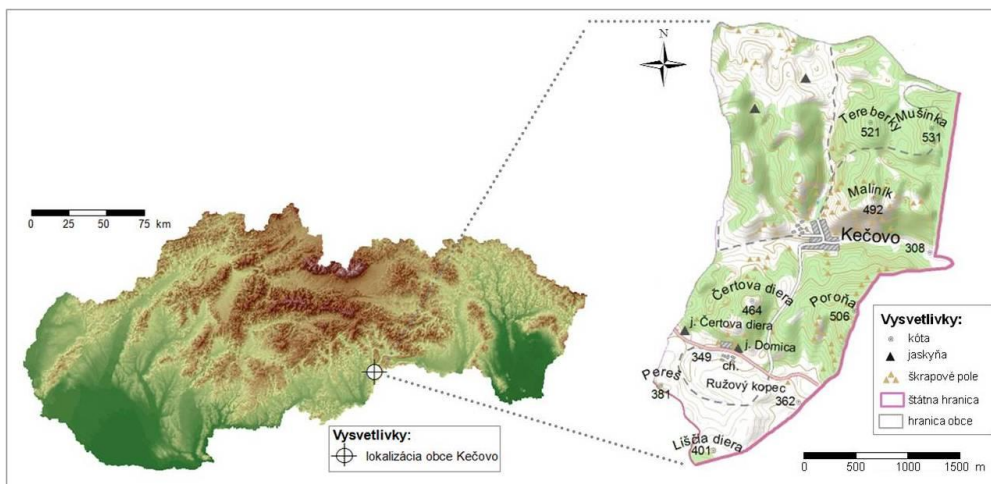 N
0 25 50 75 km
Vysvetlivky:
lokalizácia obce Kečovo
Tereberky
521
Mušinka
531
Maliník
492
Kečovo
308
Čertova diera
464
Poroňa
506
j. Čertova diera
j. Domica
349
ch.
Pereš
381
Ružový kopec
362
Líščia diera
401
Vysvetlivky:
kóta
jaskyňa
škrapové pole
štátna hranica
hranica obce
0 500 1000 1500 m